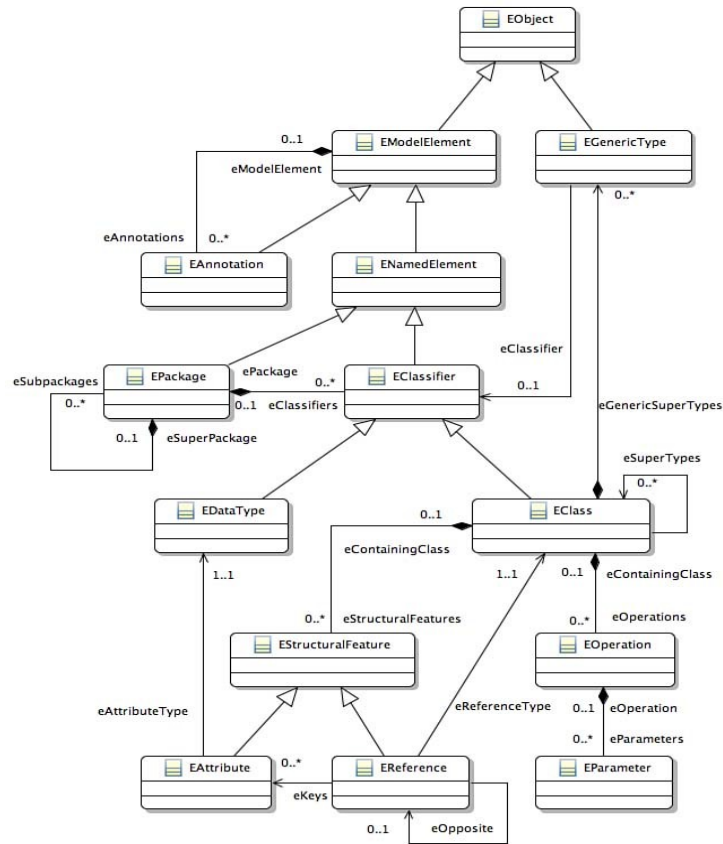 EObject
0..1
EModelElement
EGenericType
eModelElement
0..*
eAnnotations
0..*
EAnnotation
ENamedElement
eClassifier
ePackage
eSubpackages
EPackage
0..*
EClassifier
0..1
0..*
0..1
eClassifiers
eGenericSuperTypes
0..1
eSuperPackage
eSuperTypes
0..*
EDataType
0..1
EClass
eContainingClass
1..1
1..1
0..1
eContainingClass
0..*
eStructuralFeatures
0..*
eOperations
EStructuralFeature
EOperation
eAttributeType
eReferenceType
0..1
eOperation
0..*
eParameters
EAttribute
0..*
EReference
EParameter
eKeys
0..1
eOpposite